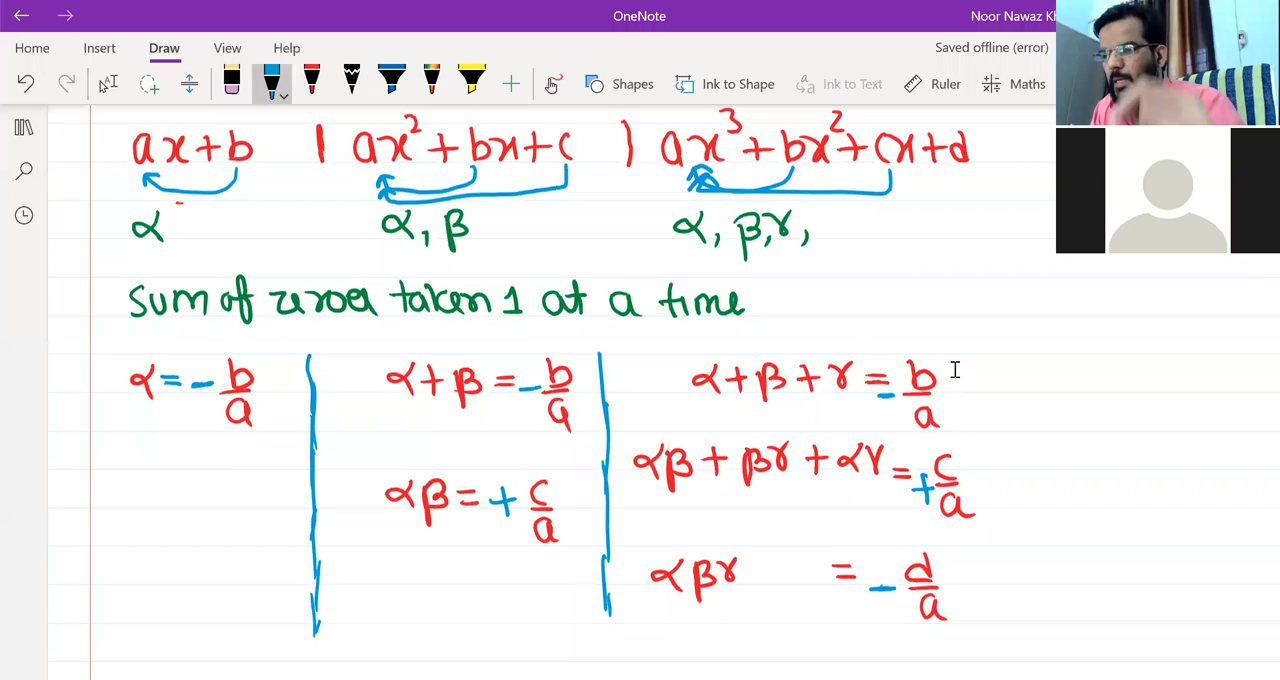 OneNote
Noor Nawaz Kh
Home Insert Draw View Help
Saved offline (error)
Shapes Ink to Shape Ink to Text Ruler Maths
ax+b | ax²+bx+c | ax³+bx²+cx+d
α α, β α, β, γ,
Sum of zeroes taken 1 at a time
α = -b/a α+β = -b/a α+β+γ = -b/a
αβ = +c/a αβ+βγ+αγ = +c/a
αβγ = -d/a